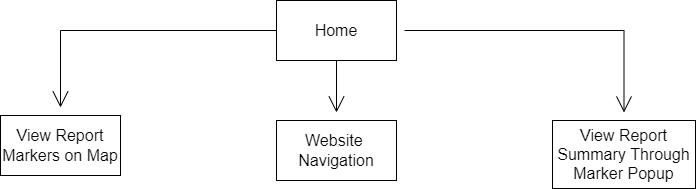 Home
View Report
Markers on Map
Website
Navigation
View Report
Summary Through
Marker Popup